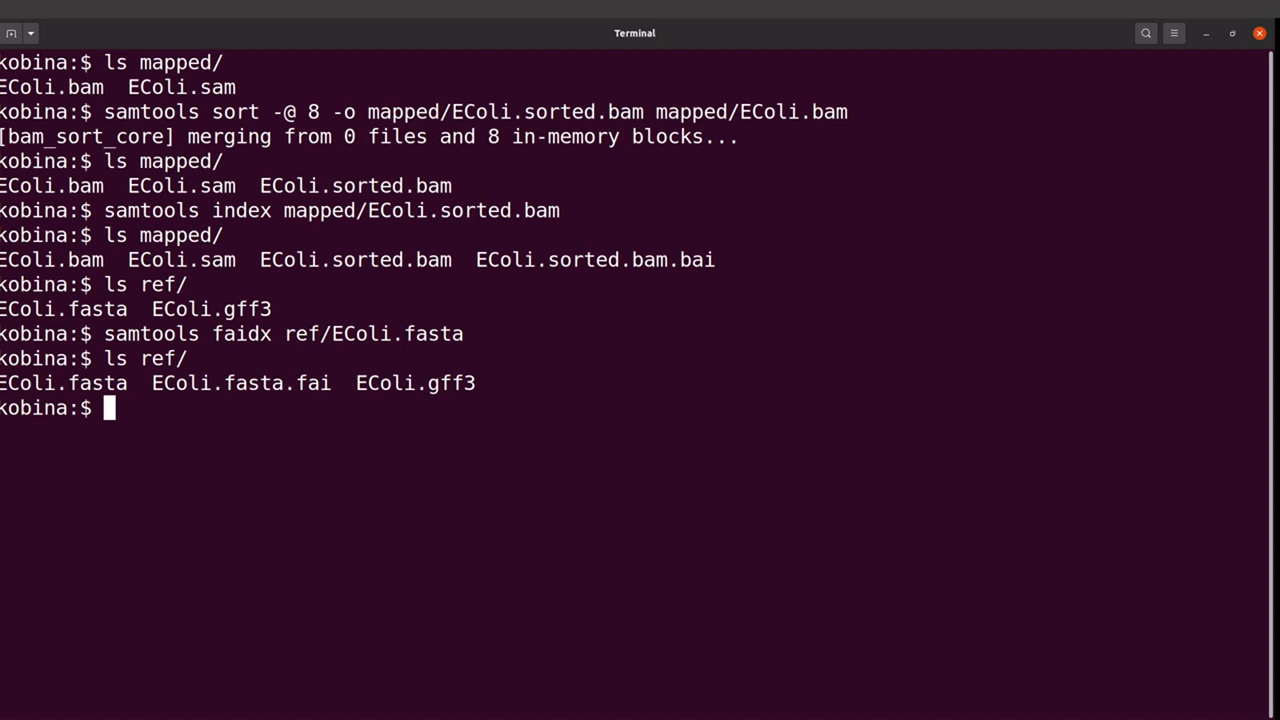 Terminal
kobina:$ ls mapped/
EColi.bam  EColi.sam
kobina:$ samtools sort -@ 8 -o mapped/EColi.sorted.bam mapped/EColi.bam
[bam_sort_core] merging from 0 files and 8 in-memory blocks...
kobina:$ ls mapped/
EColi.bam  EColi.sam  EColi.sorted.bam
kobina:$ samtools index mapped/EColi.sorted.bam
kobina:$ ls mapped/
EColi.bam  EColi.sam  EColi.sorted.bam  EColi.sorted.bam.bai
kobina:$ ls ref/
EColi.fasta  EColi.gff3
kobina:$ samtools faidx ref/EColi.fasta
kobina:$ ls ref/
EColi.fasta  EColi.fasta.fai  EColi.gff3
kobina:$